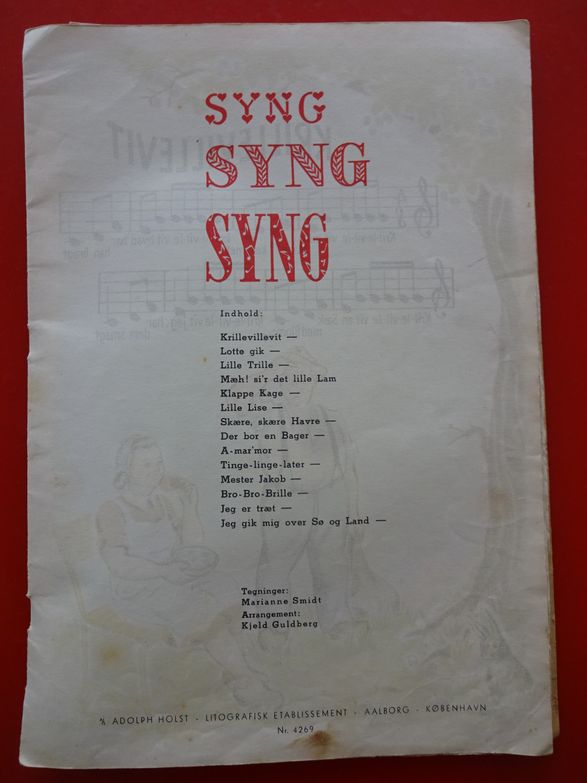 SYNG
SYNG
SYNG
Indhold:
Krillevillevit —
Lotte gik —
Lille Trille —
Mæh! si'r det lille Lam
Klappe Kage —
Lille Lise —
Skære, skære Havre —
Der bor en Bager —
A-mar'mor —
Tinge-linge-later —
Mester Jakob —
Bro-Bro-Brille —
Jeg er træt —
Jeg gik mig over Sø og Land —
Tegninger:
Marianne Smidt
Arrangement:
Kjeld Guldberg
A/S ADOLPH HOLST - LITOGRAFISK ETABLISSEMENT - AALBORG - KØBENHAVN
Nr. 4269